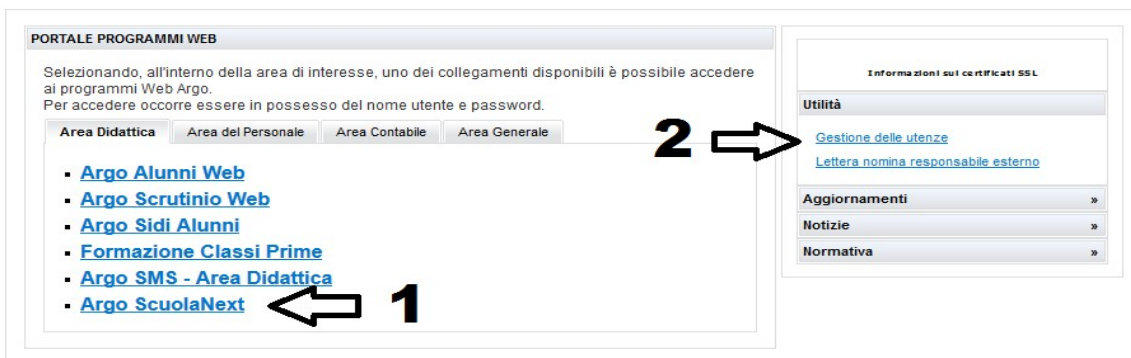 PORTALE PROGRAMMI WEB
Selezionando, all'interno della area di interesse, uno dei collegamenti disponibili è possibile accedere
ai programmi Web Argo.
Per accedere occorre essere in possesso del nome utente e password.
Area Didattica Area del Personale Area Contabile Area Generale
Argo Alunni Web
Argo Scrutinio Web
Argo Sidi Alunni
Formazione Classi Prime
Argo SMS - Area Didattica
Argo ScuolaNext
1
2
Informazioni sui certificati SSL
Utilità
Gestione delle utenze
Lettera nomina responsabile esterno
Aggiornamenti »
Notizie »
Normativa »